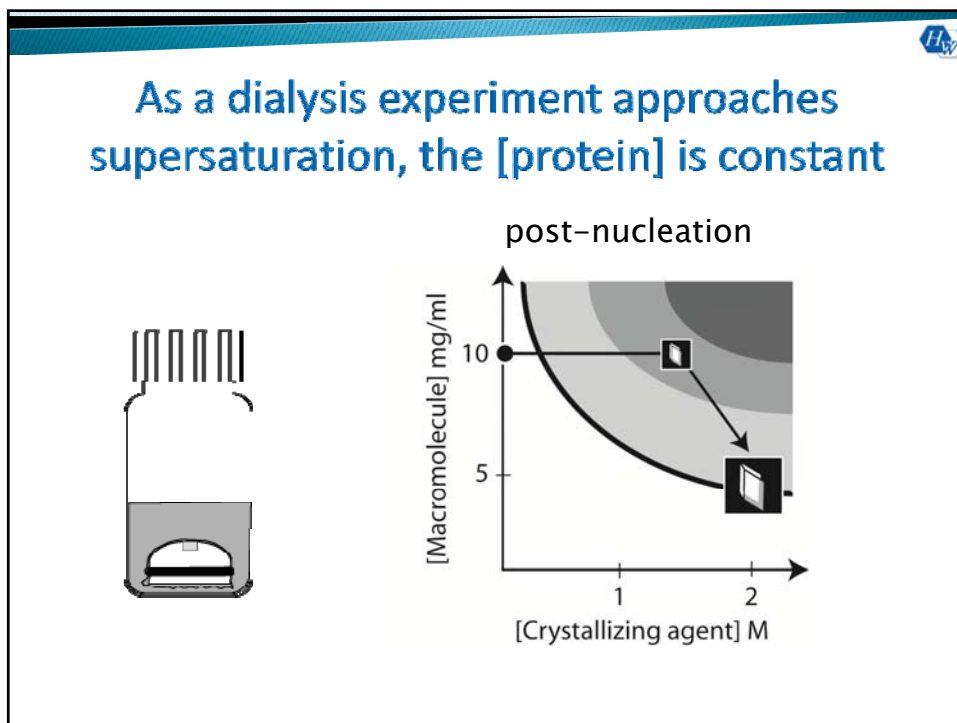 HW
As a dialysis experiment approaches
supersaturation, the [protein] is constant
post-nucleation
[Macromolecule] mg/ml
10
5
1
2
[Crystallizing agent] M